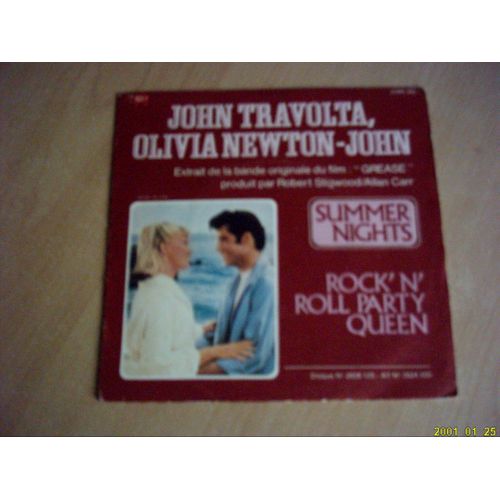 JOHN TRAVOLTA,
OLIVIA NEWTON-JOHN
Extrait de la bande originale du film : " GREASE "
produit par Robert Stigwood/Allan Carr
SUMMER
NIGHTS
ROCK' N'
ROLL PARTY
QUEEN
2001 01 25